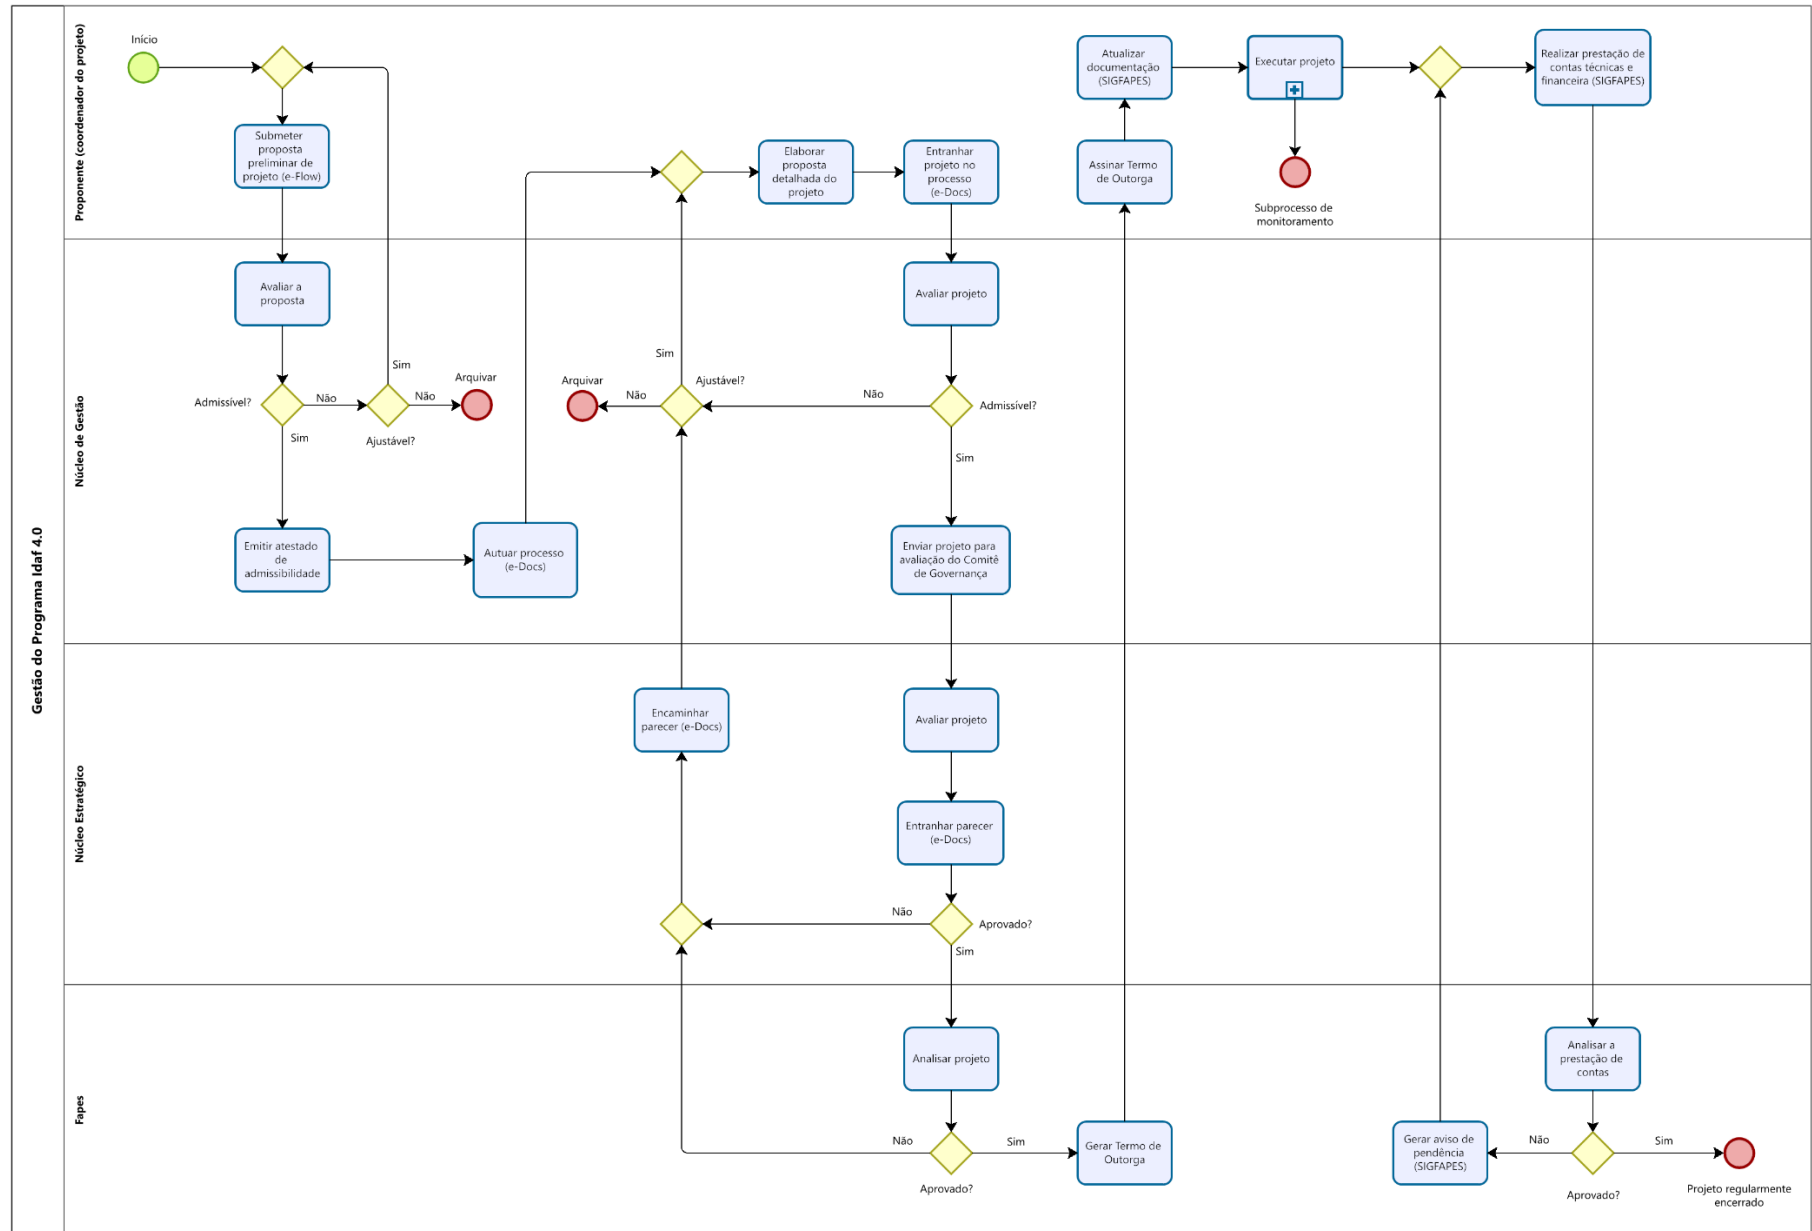 Gestão do Programa Idaf 4.0
Proponente (coordenador do projeto)
Início
Submeter
proposta
preliminar de
projeto (e-Flow)
Elaborar
proposta
detalhada do
projeto
Entranhar
projeto no
processo
(e-Docs)
Atualizar
documentação
(SIGFAPES)
Assinar Termo
de Outorga
Executar projeto
Subprocesso de
monitoramento
Realizar prestação de
contas técnicas e
financeira (SIGFAPES)
Núcleo de Gestão
Avaliar a
proposta
Admissível?
Não
Sim
Ajustável?
Sim
Não
Arquivar
Emitir atestado
de
admissibilidade
Autuar processo
(e-Docs)
Arquivar
Não
Sim
Ajustável?
Avaliar projeto
Não
Admissível?
Sim
Enviar projeto para
avaliação do Comitê
de Governança
Núcleo Estratégico
Encaminhar
parecer (e-Docs)
Avaliar projeto
Entranhar parecer
(e-Docs)
Não
Aprovado?
Sim
Fapes
Analisar projeto
Não
Sim
Aprovado?
Gerar Termo de
Outorga
Analisar a
prestação de
contas
Gerar aviso de
pendência
(SIGFAPES)
Não
Sim
Aprovado?
Projeto regularmente
encerrado